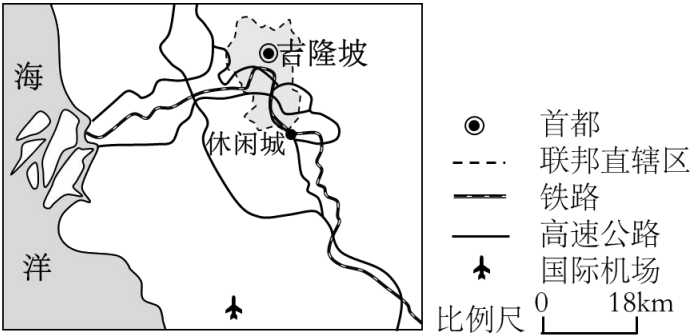 海
洋
吉隆坡
休闲城
首都
联邦直辖区
铁路
高速公路
国际机场
比例尺 0 18km